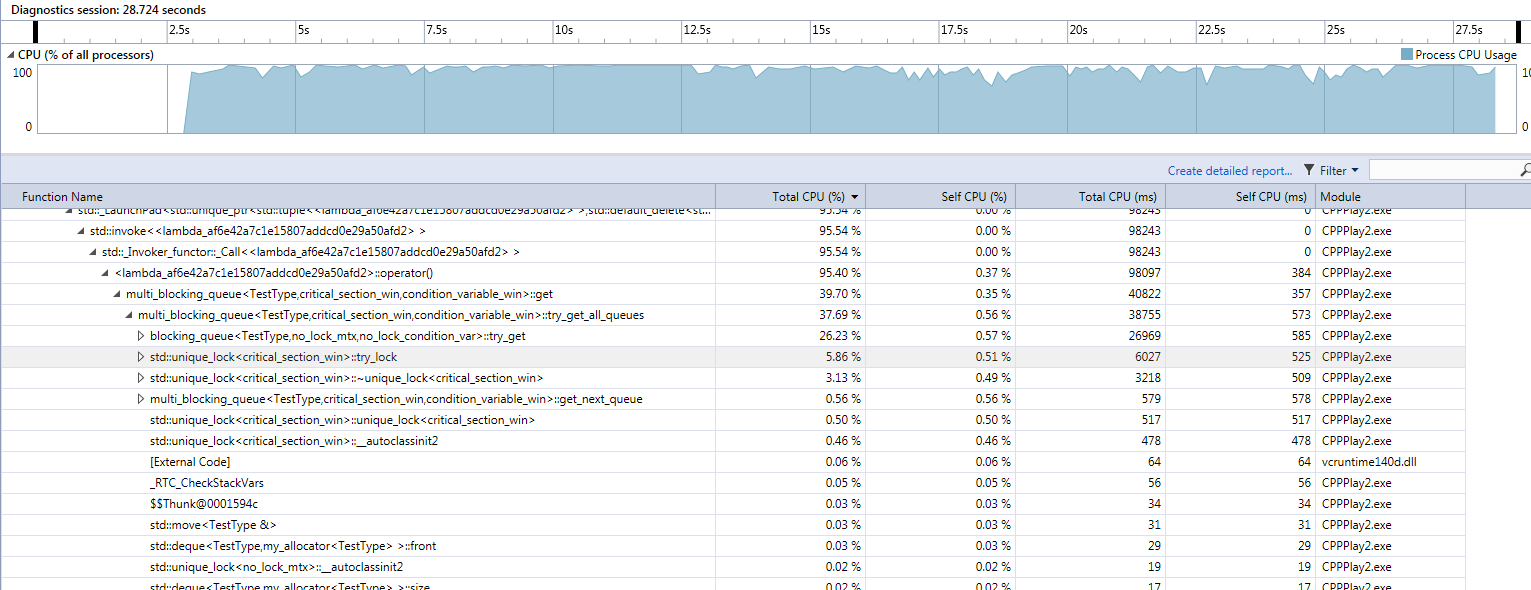 Diagnostics session: 28.724 seconds
2.5s 5s 7.5s 10s 12.5s 15s 17.5s 20s 22.5s 25s 27.5s
CPU (% of all processors) Process CPU Usage
100 10
0 0
Create detailed report... Filter
Function Name Total CPU (%) Self CPU (%) Total CPU (ms) Self CPU (ms) Module
std::_LaunchPad<std::unique_ptr<std::tuple<<lambda_af6e42a7c1e15807addcd0e29a50afd2> >,std::default_delete<st... 95.54 % 0.00 % 98243 0 CPPPlay2.exe
std::invoke<<lambda_af6e42a7c1e15807addcd0e29a50afd2> > 95.54 % 0.00 % 98243 0 CPPPlay2.exe
std::_Invoker_functor::_Call<<lambda_af6e42a7c1e15807addcd0e29a50afd2> > 95.54 % 0.00 % 98243 0 CPPPlay2.exe
<lambda_af6e42a7c1e15807addcd0e29a50afd2>::operator() 95.40 % 0.37 % 98097 384 CPPPlay2.exe
multi_blocking_queue<TestType,critical_section_win,condition_variable_win>::get 39.70 % 0.35 % 40822 357 CPPPlay2.exe
multi_blocking_queue<TestType,critical_section_win,condition_variable_win>::try_get_all_queues 37.69 % 0.56 % 38755 573 CPPPlay2.exe
blocking_queue<TestType,no_lock_mtx,no_lock_condition_var>::try_get 26.23 % 0.57 % 26969 585 CPPPlay2.exe
std::unique_lock<critical_section_win>::try_lock 5.86 % 0.51 % 6027 525 CPPPlay2.exe
std::unique_lock<critical_section_win>::~unique_lock<critical_section_win> 3.13 % 0.49 % 3218 509 CPPPlay2.exe
multi_blocking_queue<TestType,critical_section_win,condition_variable_win>::get_next_queue 0.56 % 0.56 % 579 578 CPPPlay2.exe
std::unique_lock<critical_section_win>::unique_lock<critical_section_win> 0.50 % 0.50 % 517 517 CPPPlay2.exe
std::unique_lock<critical_section_win>::__autoclassinit2 0.46 % 0.46 % 478 478 CPPPlay2.exe
[External Code] 0.06 % 0.06 % 64 64 vcruntime140d.dll
_RTC_CheckStackVars 0.05 % 0.05 % 56 56 CPPPlay2.exe
$$Thunk@0001594c 0.03 % 0.03 % 34 34 CPPPlay2.exe
std::move<TestType &> 0.03 % 0.03 % 31 31 CPPPlay2.exe
std::deque<TestType,my_allocator<TestType> >::front 0.03 % 0.03 % 29 29 CPPPlay2.exe
std::unique_lock<no_lock_mtx>::__autoclassinit2 0.02 % 0.02 % 19 19 CPPPlay2.exe
std::deque<TestType,my_allocator<TestType> >::size 0.02 % 0.02 % 17 17 CPPPlay2.exe